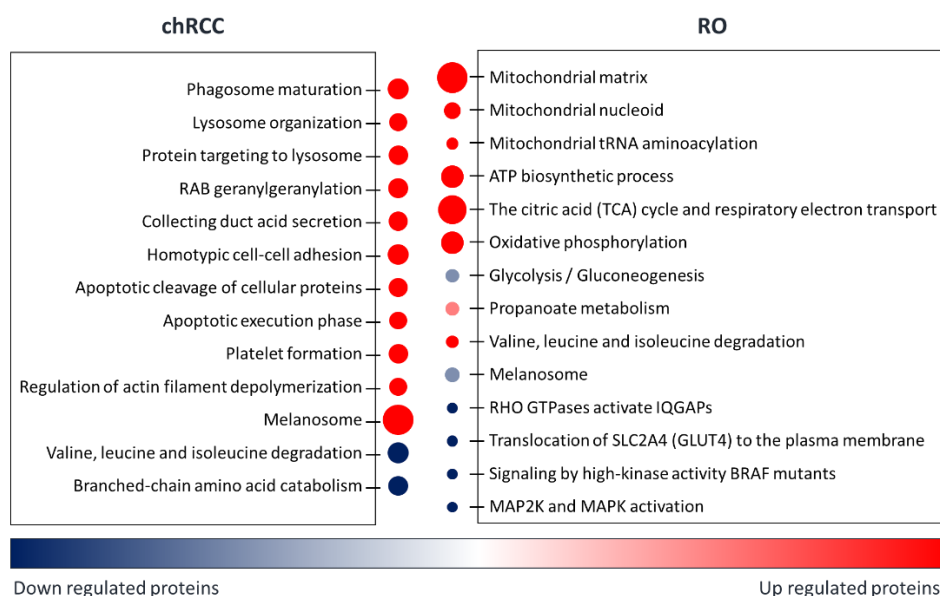 chRCC
Phagosome maturation
Lysosome organization
Protein targeting to lysosome
RAB geranylgeranylation
Collecting duct acid secretion
Homotypic cell-cell adhesion
Apoptotic cleavage of cellular proteins
Apoptotic execution phase
Platelet formation
Regulation of actin filament depolymerization
Melanosome
Valine, leucine and isoleucine degradation
Branched-chain amino acid catabolism
RO
Mitochondrial matrix
Mitochondrial nucleoid
Mitochondrial tRNA aminoacylation
ATP biosynthetic process
The citric acid (TCA) cycle and respiratory electron transport
Oxidative phosphorylation
Glycolysis / Gluconeogenesis
Propanoate metabolism
Valine, leucine and isoleucine degradation
Melanosome
RHO GTPases activate IQGAPs
Translocation of SLC2A4 (GLUT4) to the plasma membrane
Signaling by high-kinase activity BRAF mutants
MAP2K and MAPK activation
Down regulated proteins
Up regulated proteins